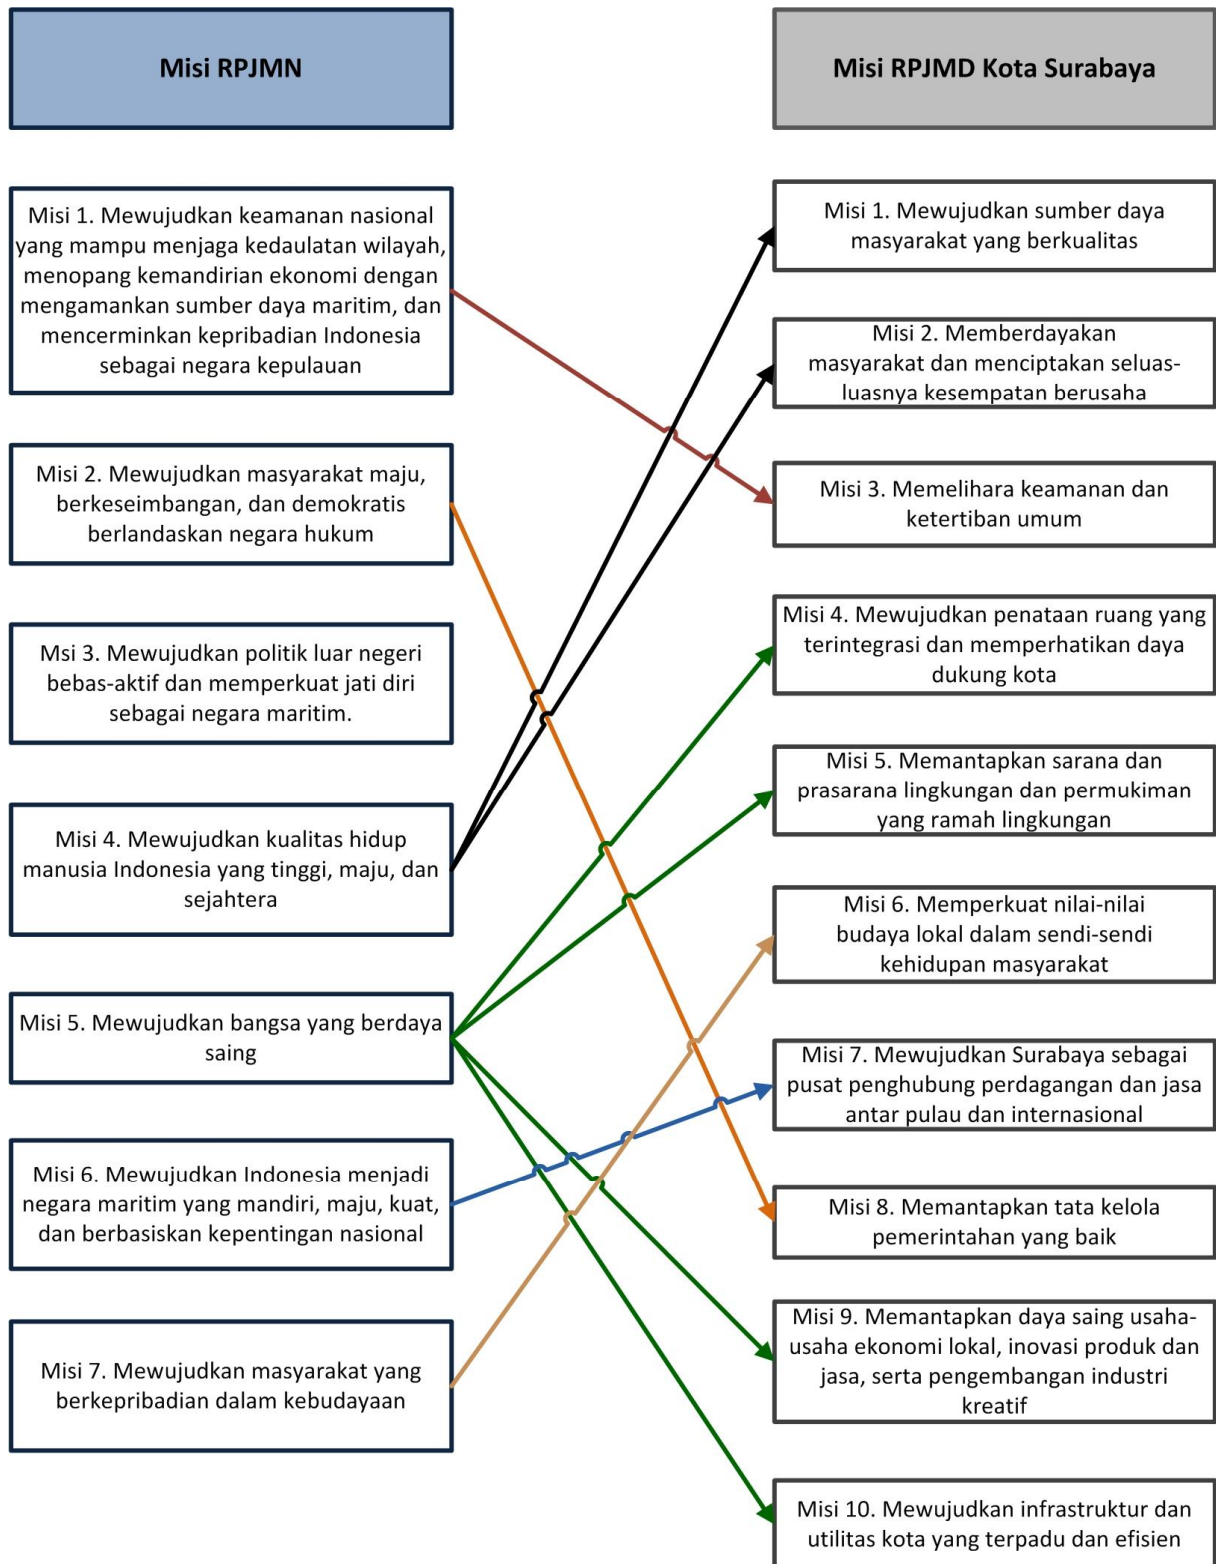 Misi RPJMN
Misi 1. Mewujudkan keamanan nasional
yang mampu menjaga kedaulatan wilayah,
menopang kemandirian ekonomi dengan
mengamankan sumber daya maritim, dan
mencerminkan kepribadian Indonesia
sebagai negara kepulauan
Misi 2. Mewujudkan masyarakat maju,
berkeseimbangan, dan demokratis
berlandaskan negara hukum
Msi 3. Mewujudkan politik luar negeri
bebas-aktif dan memperkuat jati diri
sebagai negara maritim.
Misi 4. Mewujudkan kualitas hidup
manusia Indonesia yang tinggi, maju, dan
sejahtera
Misi 5. Mewujudkan bangsa yang berdaya
saing
Misi 6. Mewujudkan Indonesia menjadi
negara maritim yang mandiri, maju, kuat,
dan berbasiskan kepentingan nasional
Misi 7. Mewujudkan masyarakat yang
berkepribadian dalam kebudayaan
Misi RPJMD Kota Surabaya
Misi 1. Mewujudkan sumber daya
masyarakat yang berkualitas
Misi 2. Memberdayakan
masyarakat dan menciptakan seluas-
luasnya kesempatan berusaha
Misi 3. Memelihara keamanan dan
ketertiban umum
Misi 4. Mewujudkan penataan ruang yang
terintegrasi dan memperhatikan daya
dukung kota
Misi 5. Memantapkan sarana dan
prasarana lingkungan dan permukiman
yang ramah lingkungan
Misi 6. Memperkuat nilai-nilai
budaya lokal dalam sendi-sendi
kehidupan masyarakat
Misi 7. Mewujudkan Surabaya sebagai
pusat penghubung perdagangan dan jasa
antar pulau dan internasional
Misi 8. Memantapkan tata kelola
pemerintahan yang baik
Misi 9. Memantapkan daya saing usaha-
usaha ekonomi lokal, inovasi produk dan
jasa, serta pengembangan industri
kreatif
Misi 10. Mewujudkan infrastruktur dan
utilitas kota yang terpadu dan efisien